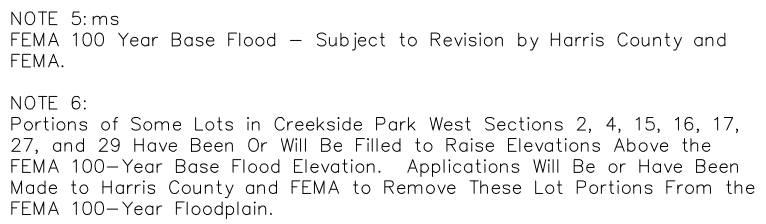 NOTE 5:ms
FEMA 100 Year Base Flood – Subject to Revision by Harris County and
FEMA.
NOTE 6:
Portions of Some Lots in Creekside Park West Sections 2, 4, 15, 16, 17,
27, and 29 Have Been Or Will Be Filled to Raise Elevations Above the
FEMA 100–Year Base Flood Elevation.  Applications Will Be or Have Been
Made to Harris County and FEMA to Remove These Lot Portions From the
FEMA 100–Year Floodplain.